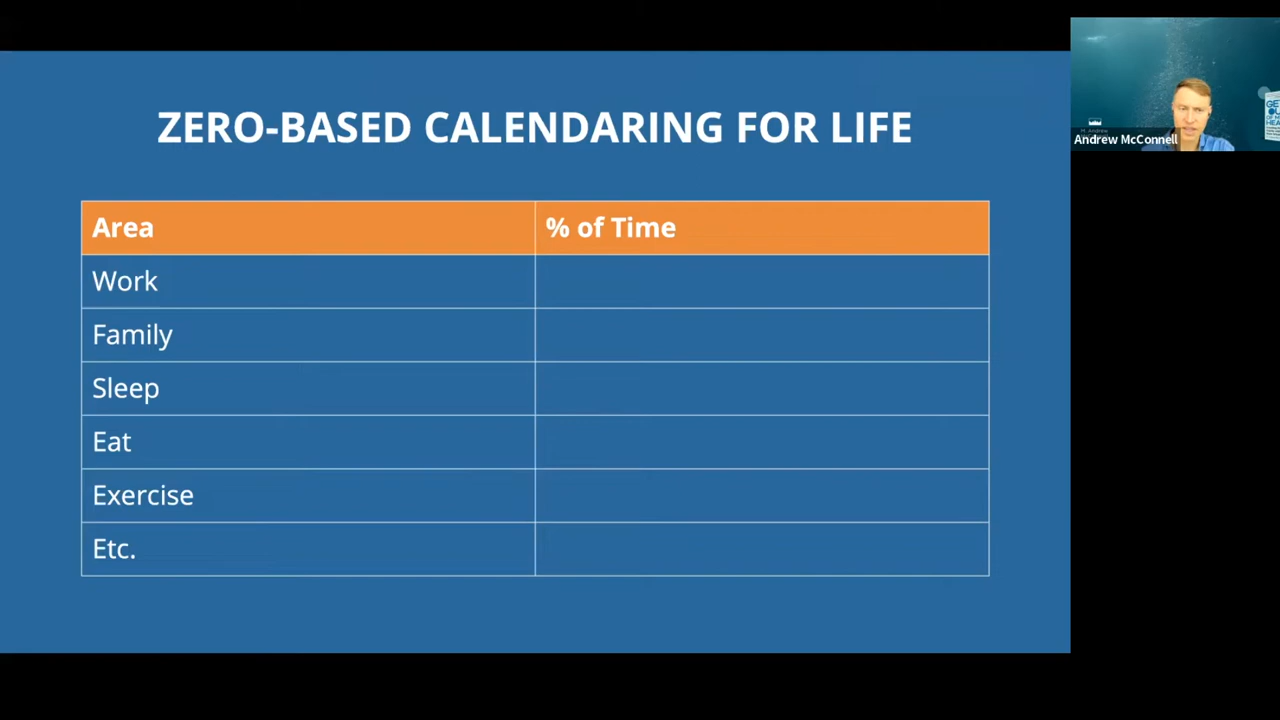 ZERO-BASED CALENDARING FOR LIFE
Area % of Time
Work
Family
Sleep
Eat
Exercise
Etc.
Andrew McConnell